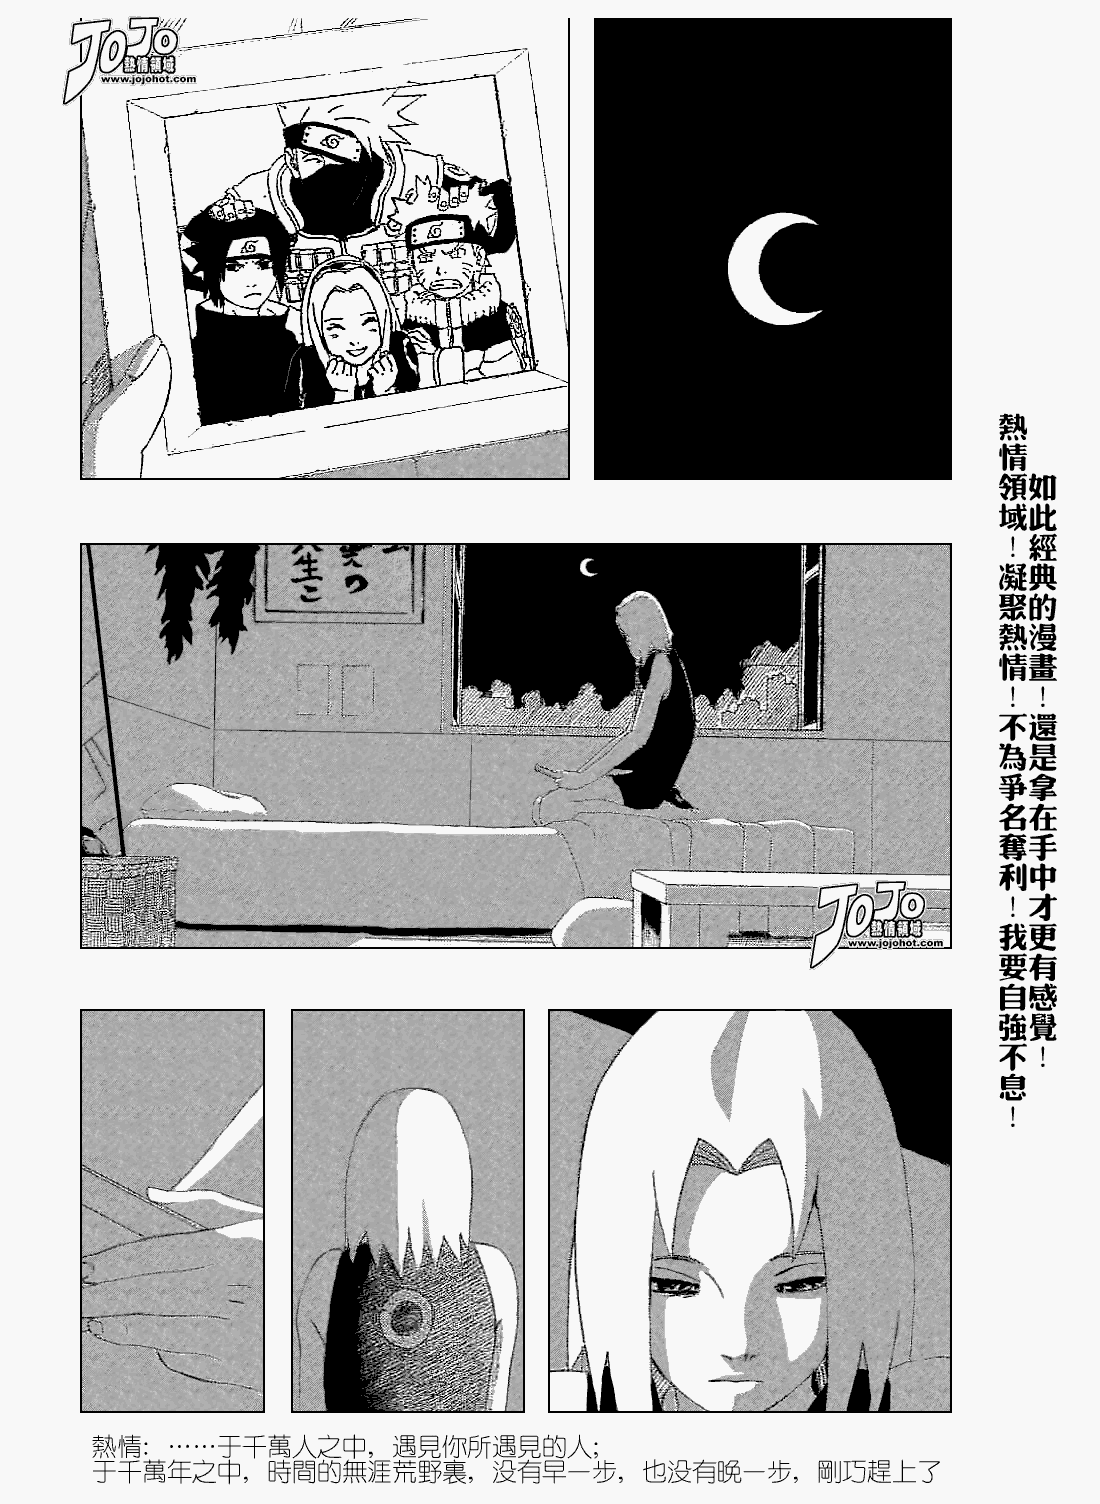 JOJO
熱情領域
www.jojohot.com
如此經典的漫畫！還是拿在手中才更有感覺！
熱情領域！凝聚熱情！不為爭名奪利！我要自強不息！
JOJO
熱情領域
www.jojohot.com
熱情：……于千萬人之中，遇見你所遇見的人；
于千萬年之中，時間的無涯荒野裏，没有早一步，也没有晚一步，剛巧趕上了